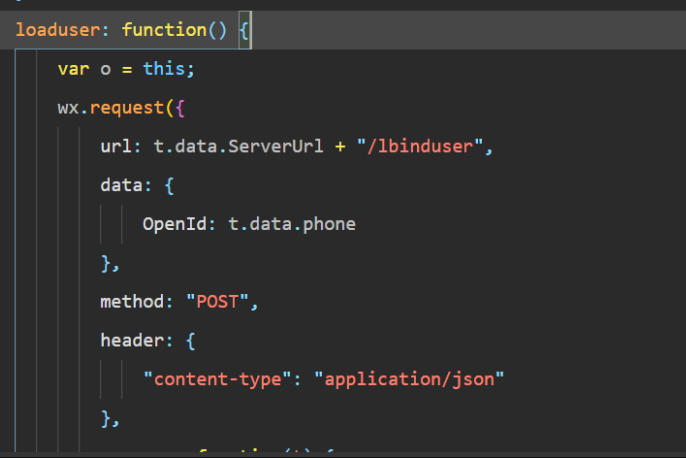 loaduser: function() {
var o = this;
wx.request({
url: t.data.ServerUrl + "/lbinduser",
data: {
OpenId: t.data.phone
},
method: "POST",
header: {
"content-type": "application/json"
},